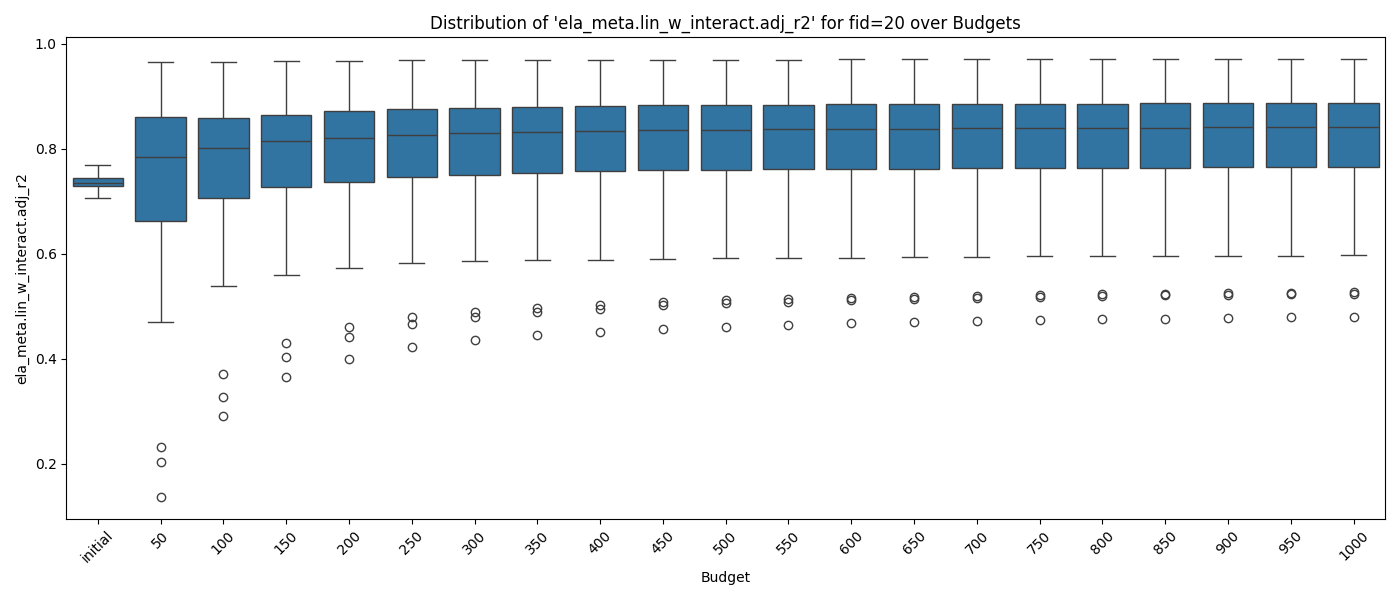 Distribution of 'ela_meta.lin_w_interact.adj_r2' for fid=20 over Budgets
ela_meta.lin_w_interact.adj_r2
1.0
0.8
0.6
0.4
0.2
initial 50 100 150 200 250 300 350 400 450 500 550 600 650 700 750 800 850 900 950 1000
Budget